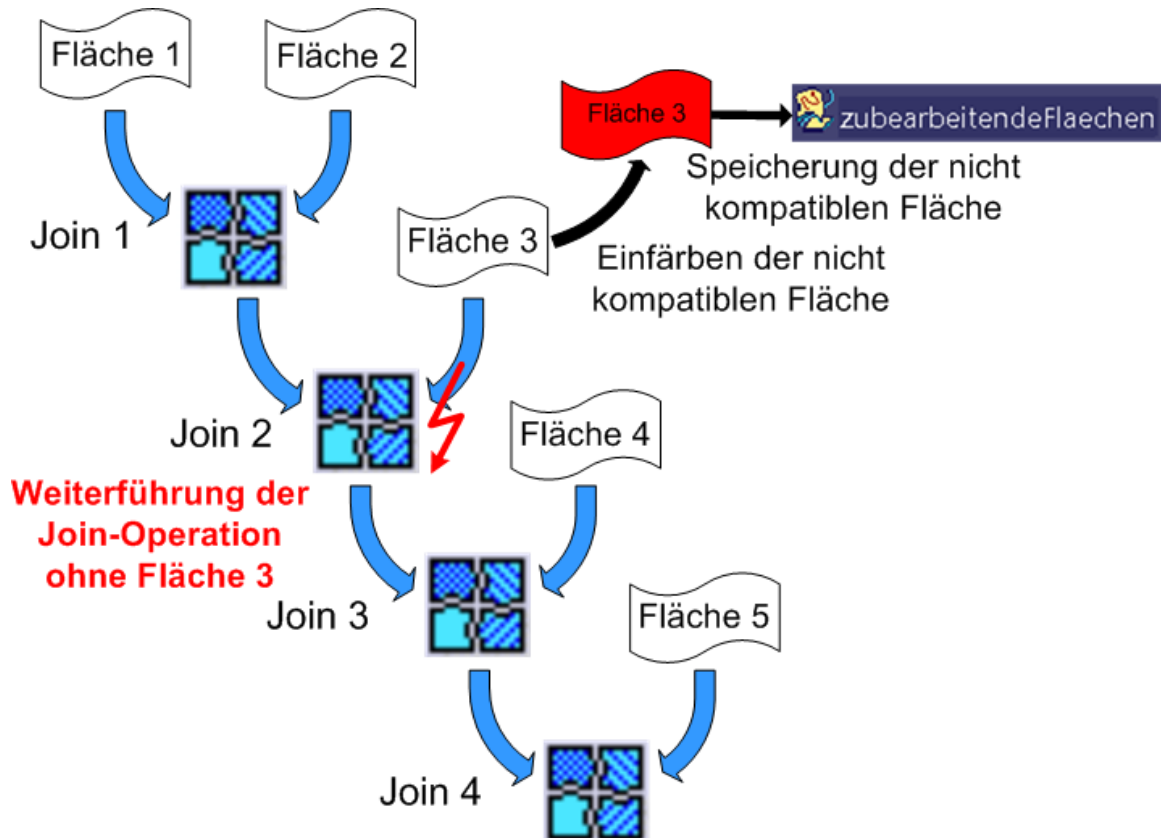 Fläche 1
Fläche 2
Fläche 3
zubearbeitendeFlaechen
Speicherung der nicht
kompatiblen Fläche
Join 1
Fläche 3
Einfärben der nicht
kompatiblen Fläche
Join 2
Fläche 4
Weiterführung der
Join-Operation
ohne Fläche 3
Join 3
Fläche 5
Join 4